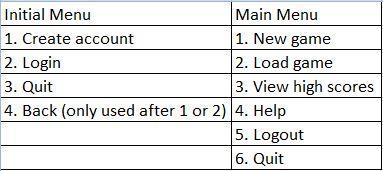 Initial Menu Main Menu
1. Create account 1. New game
2. Login 2. Load game
3. Quit 3. View high scores
4. Back (only used after 1 or 2) 4. Help
5. Logout
6. Quit